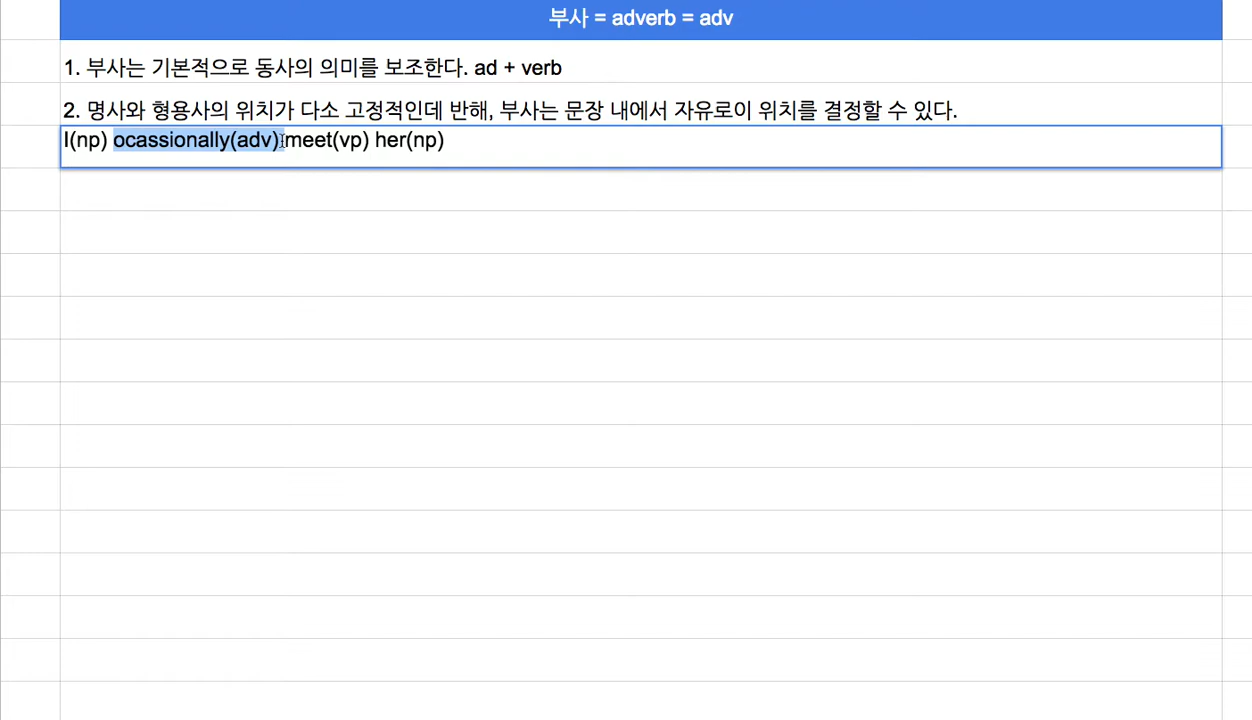 부사 = adverb = adv
1. 부사는 기본적으로 동사의 의미를 보조한다. ad + verb
2. 명사와 형용사의 위치가 다소 고정적인데 반해, 부사는 문장 내에서 자유로이 위치를 결정할 수 있다.
I(np) ocassionally(adv) meet(vp) her(np)